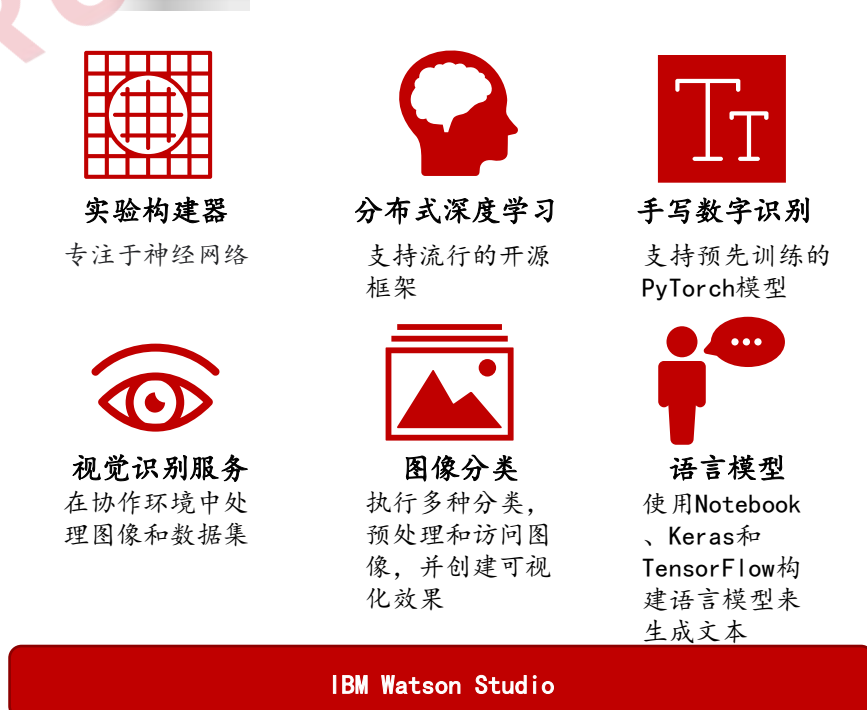 实验构建器
专注于神经网络
分布式深度学习
支持流行的开源
框架
TT
手写数字识别
支持预先训练的
PyTorch模型
视觉识别服务
在协作环境中处
理图像和数据集
图像分类
执行多种分类，
预处理和访问图
像，并创建可视
化效果
语言模型
使用Notebook
、Keras和
TensorFlow构
建语言模型来
生成文本
IBM Watson Studio